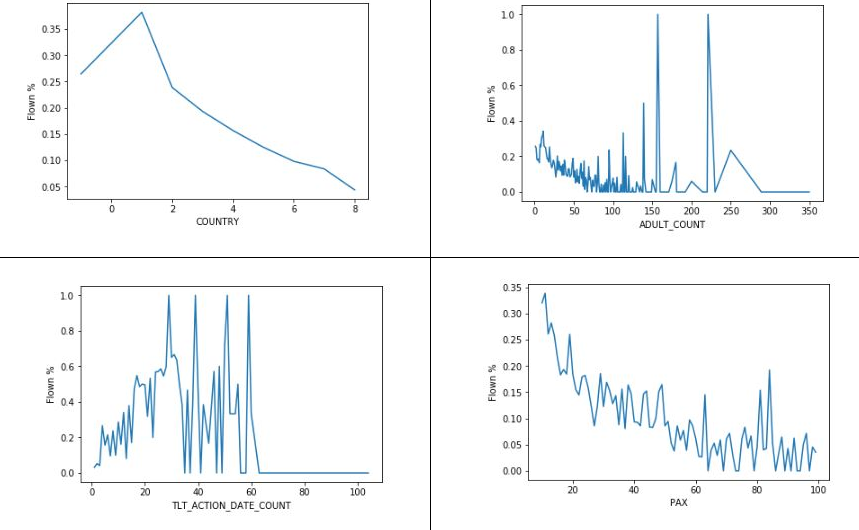 0.35
0.30
0.25
0.20
0.15
0.10
0.05
Flown %
0 2 4 6 8
COUNTRY
1.0
0.8
0.6
0.4
0.2
0.0
Flown %
0 50 100 150 200 250 300 350
ADULT_COUNT
1.0
0.8
0.6
0.4
0.2
0.0
Flown %
0 20 40 60 80 100
TLT_ACTION_DATE_COUNT
0.35
0.30
0.25
0.20
0.15
0.10
0.05
0.00
Flown %
20 40 60 80 100
PAX